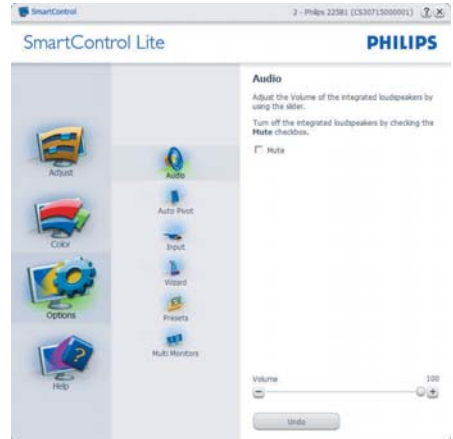 SmartControl
2 - Philips 225B1 (CS30715000001)
SmartControl Lite
PHILIPS
Adjust
Color
Options
Help
Audio
Auto Pivot
Input
Wizard
Presets
Multi Monitors
Audio
Adjust the Volume of the integrated loudspeakers by
using the slider.
Turn off the integrated loudspeakers by checking the
Mute checkbox.
Mute
Volume 100
Undo